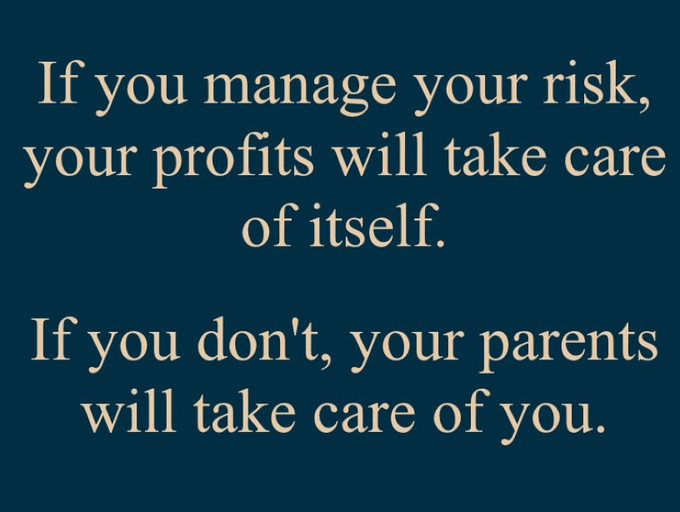 If you manage your risk,
your profits will take care
of itself.
If you don't, your parents
will take care of you.